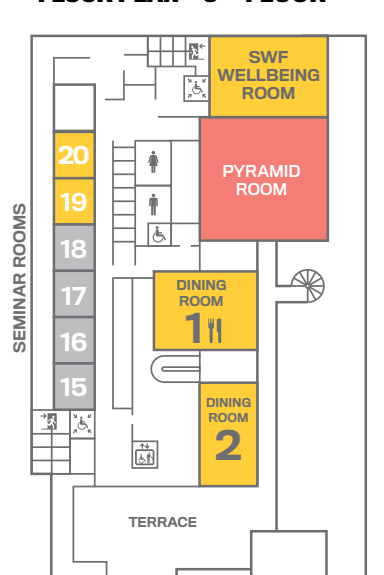 SWF
WELLBEING
ROOM
PYRAMID
ROOM
20
19
18
17
16
15
SEMINAR ROOMS
DINING
ROOM
1
DINING
ROOM
2
TERRACE